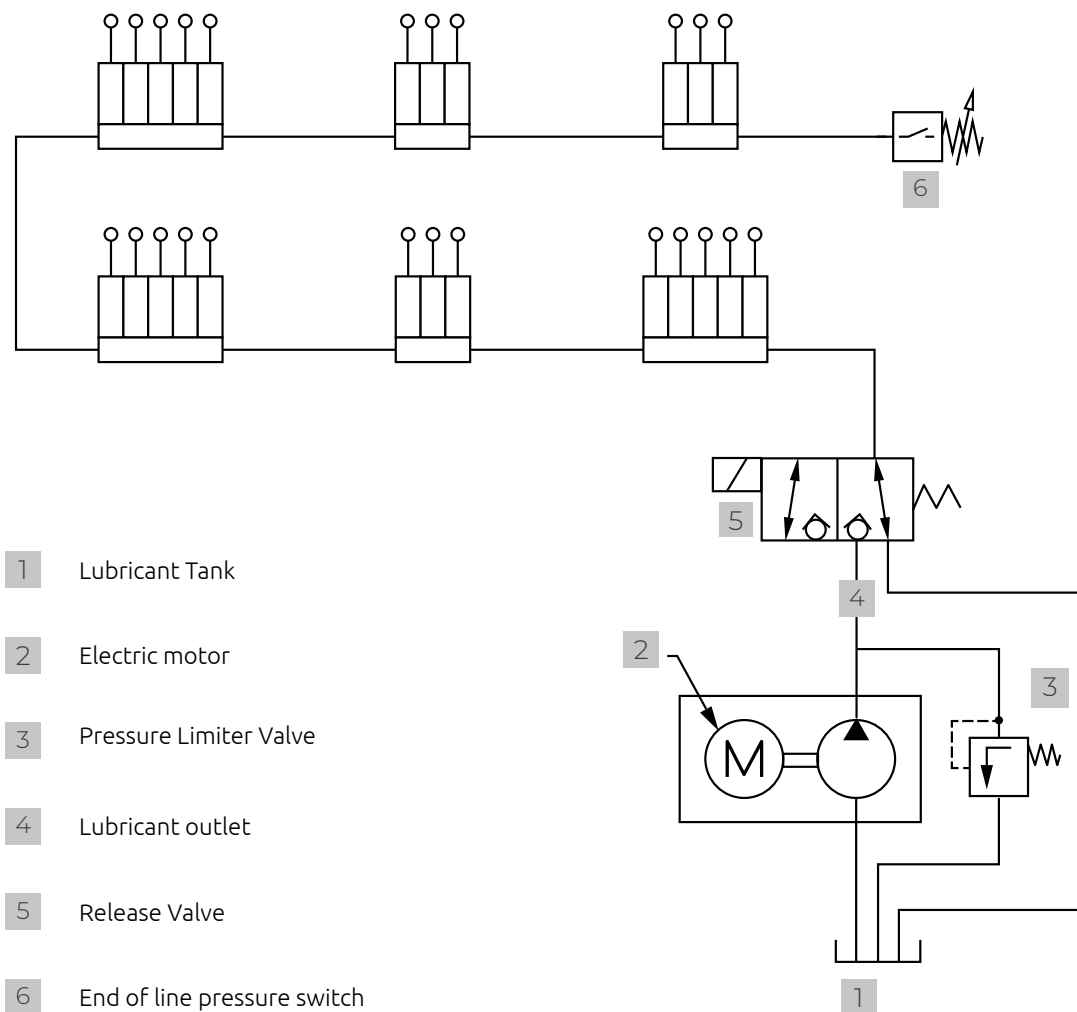 6
5
4
2
3
M
1
1 Lubricant Tank
2 Electric motor
3 Pressure Limiter Valve
4 Lubricant outlet
5 Release Valve
6 End of line pressure switch